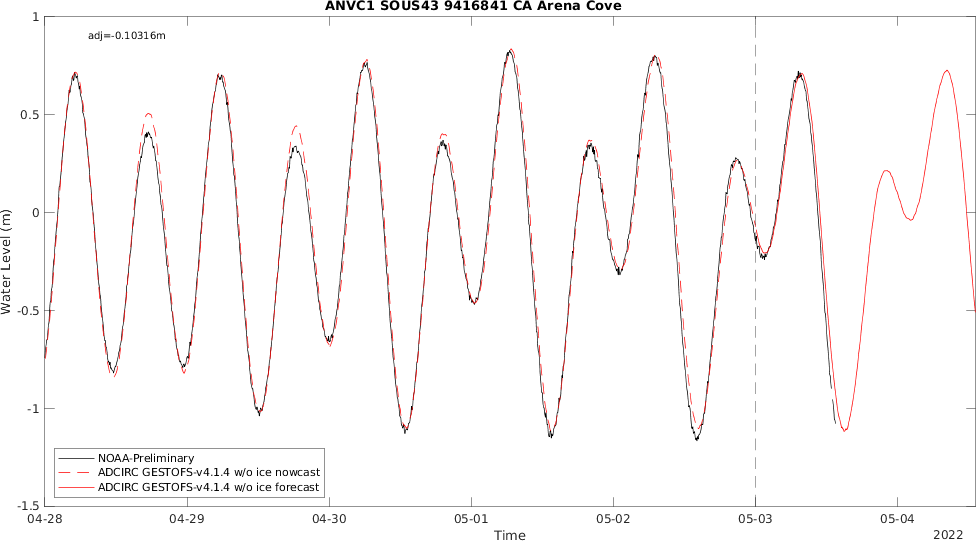 ANVC1 SOUS43 9416841 CA Arena Cove
adj=-0.10316m
1
0.5
0
-0.5
-1
-1.5
Water Level (m)
NOAA-Preliminary
ADCIRC GESTOFS-v4.1.4 w/o ice nowcast
ADCIRC GESTOFS-v4.1.4 w/o ice forecast
04-28 04-29 04-30 05-01 05-02 05-03 05-04
Time
2022